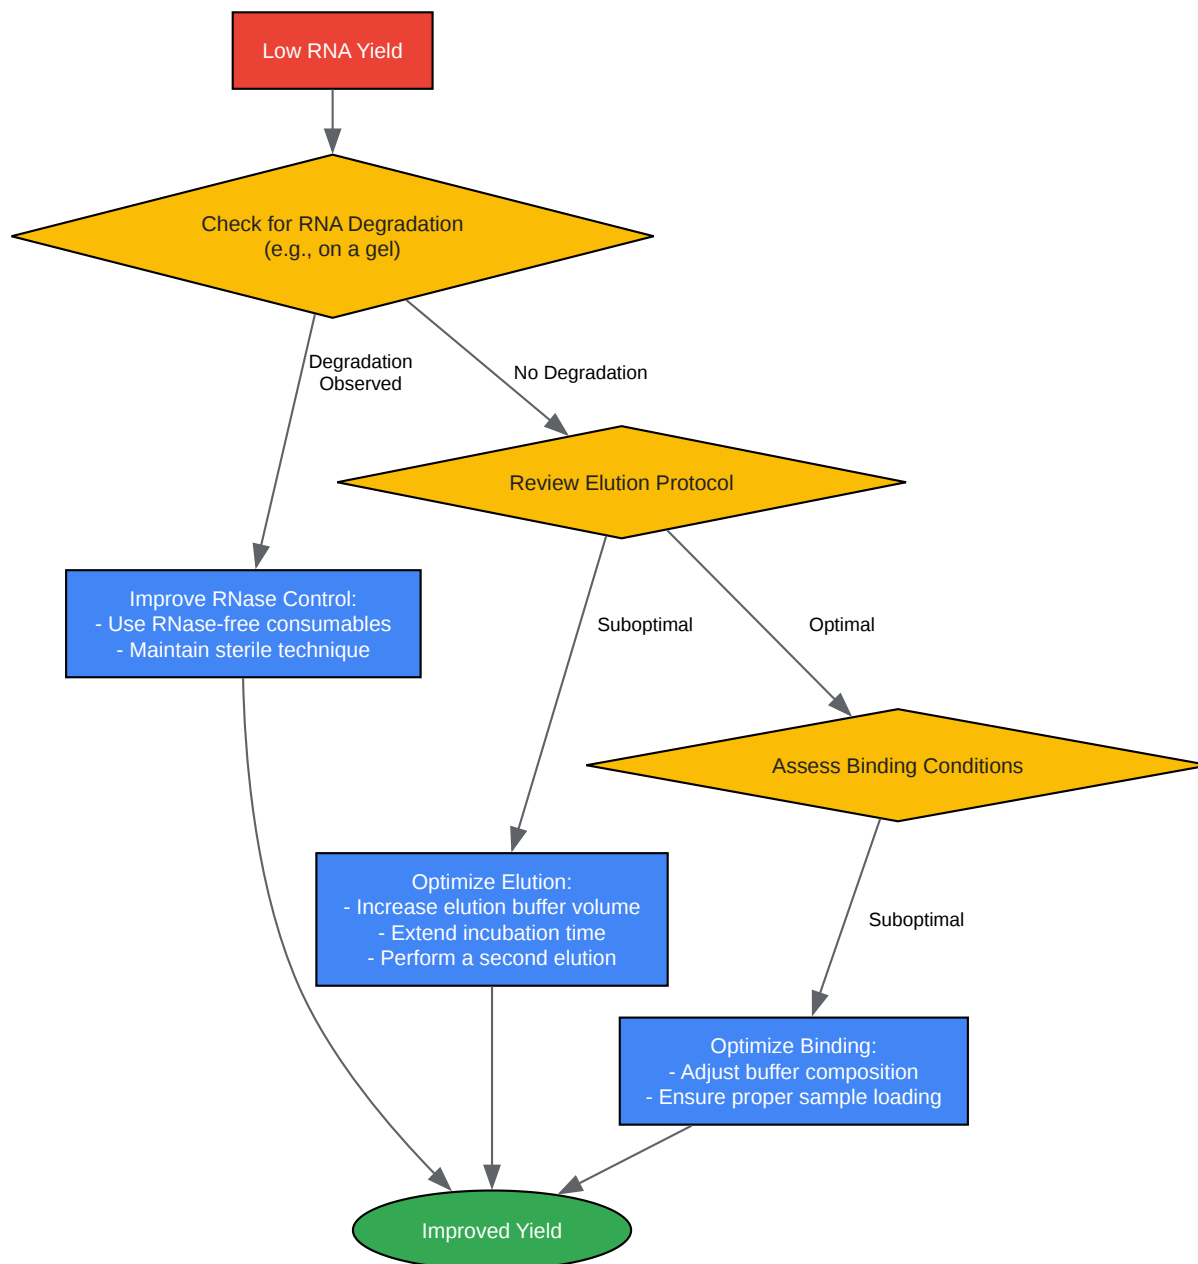 Low RNA Yield
Check for RNA Degradation
(e.g., on a gel)
Degradation
Observed
No Degradation
Review Elution Protocol
Improve RNase Control:
- Use RNase-free consumables
- Maintain sterile technique
Suboptimal
Optimal
Assess Binding Conditions
Optimize Elution:
- Increase elution buffer volume
- Extend incubation time
- Perform a second elution
Suboptimal
Optimize Binding:
- Adjust buffer composition
- Ensure proper sample loading
Improved Yield